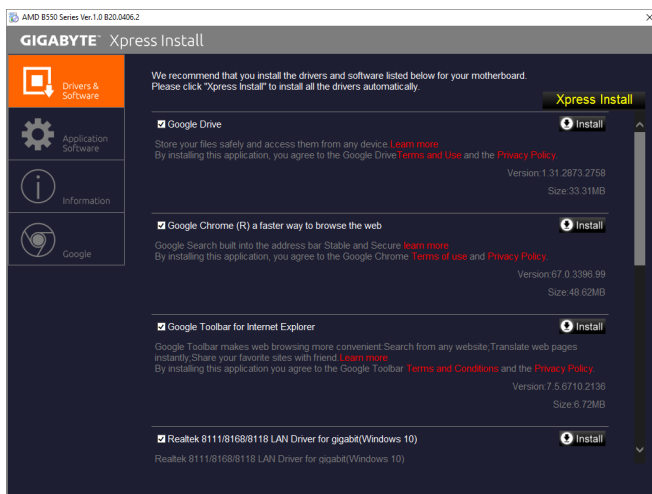 AMD B550 Series Ver.1.0 B20.0406.2
GIGABYTE™ Xpress Install
Drivers &
Software
Application
Software
Information
Google
We recommend that you install the drivers and software listed below for your motherboard.
Please click "Xpress Install" to install all the drivers automatically.
Xpress Install
Google Drive
Install
Store your files safely and access them from any device.Learn more
By installing this application, you agree to the Google DriveTerms and Use and the Privacy Policy.
Version:1.31.2873.2758
Size:33.31MB
Google Chrome (R) a faster way to browse the web
Install
Google Search built into the address bar Stable and Secure learn more
By installing this application, you agree to the Google Chrome Terms of use and Privacy Policy.
Version:67.0.3396.99
Size:48.62MB
Google Toolbar for Internet Explorer
Install
Google Toolbar makes web browsing more convenient:Search from any website;Translate web pages
instantly;Share your favorite sites with friend.Learn more
By installing this application you agree to the Google Toolbar Terms and Conditions and the Privacy Policy.
Version:7.5.6710.2136
Size:6.72MB
Realtek 8111/8168/8118 LAN Driver for gigabit(Windows 10)
Install
Realtek 8111/8168/8118 LAN Driver for gigabit(Windows 10)